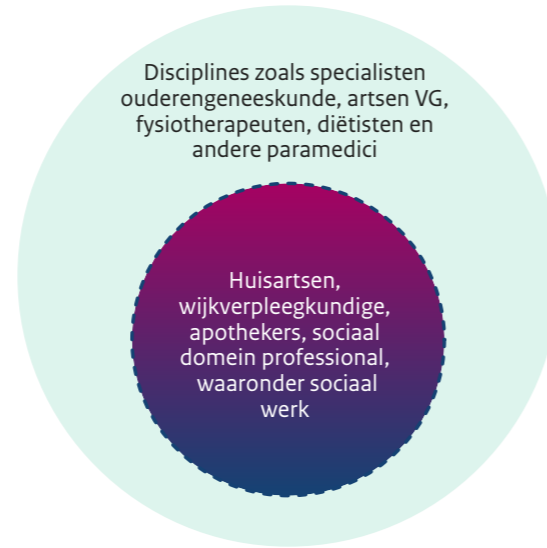 Disciplines zoals specialisten
ouderengeneeskunde, artsen VG,
fysiotherapeuten, diëtisten en
andere paramedici
Huisartsen,
wijkverpleegkundige,
apothekers, sociaal
domein professional,
waaronder sociaal
werk